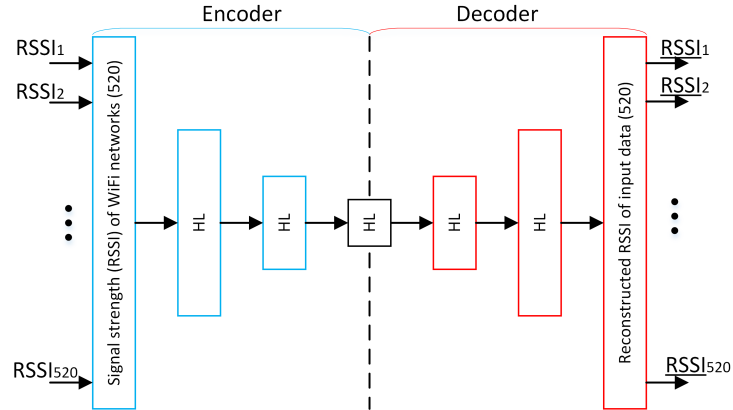 Encoder
Decoder
RSSI1
RSSI2
RSSI520
Signal strength (RSSI) of WiFi networks (520)
HL
HL
HL
HL
HL
Reconstructed RSSI of input data (520)
RSSI1
RSSI2
RSSI520